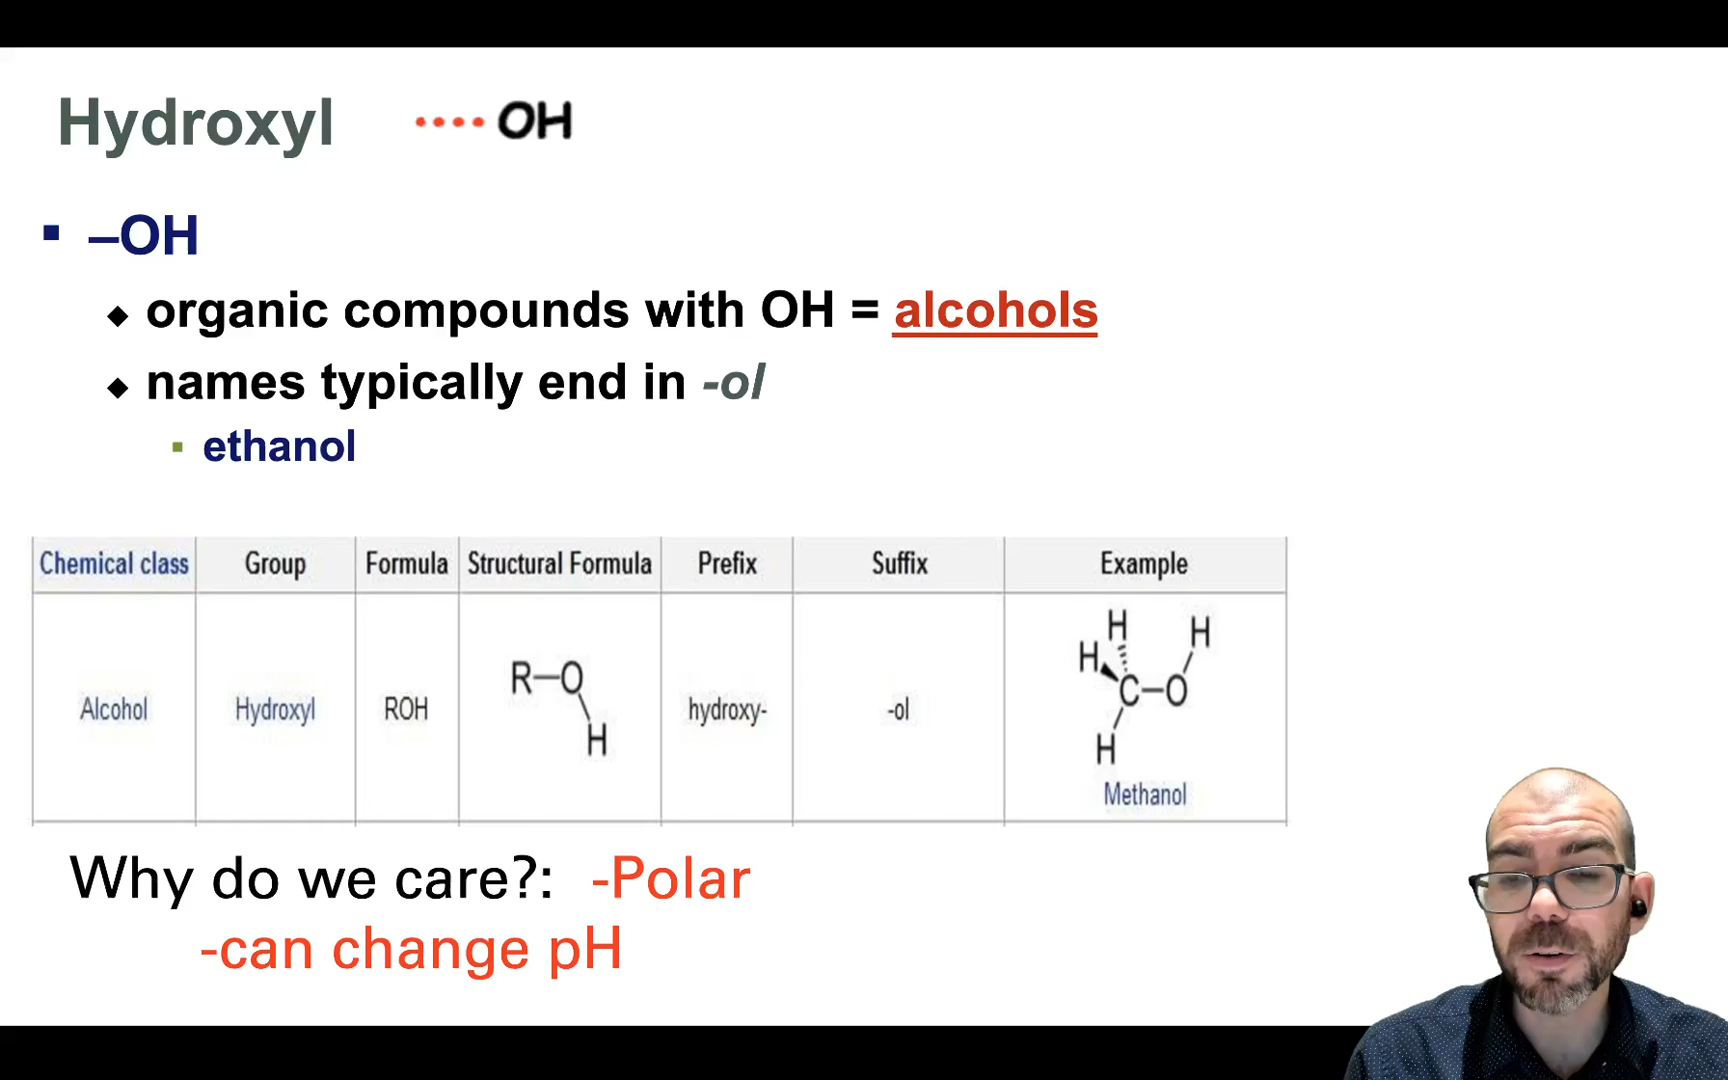 Hydroxyl ····OH
▪ –OH
◆ organic compounds with OH = alcohols
◆ names typically end in -ol
▪ ethanol
Chemical class Group Formula Structural Formula Prefix Suffix Example
Alcohol Hydroxyl ROH R–O H hydroxy- -ol H H H C–O H
Methanol
Why do we care?: -Polar
-can change pH